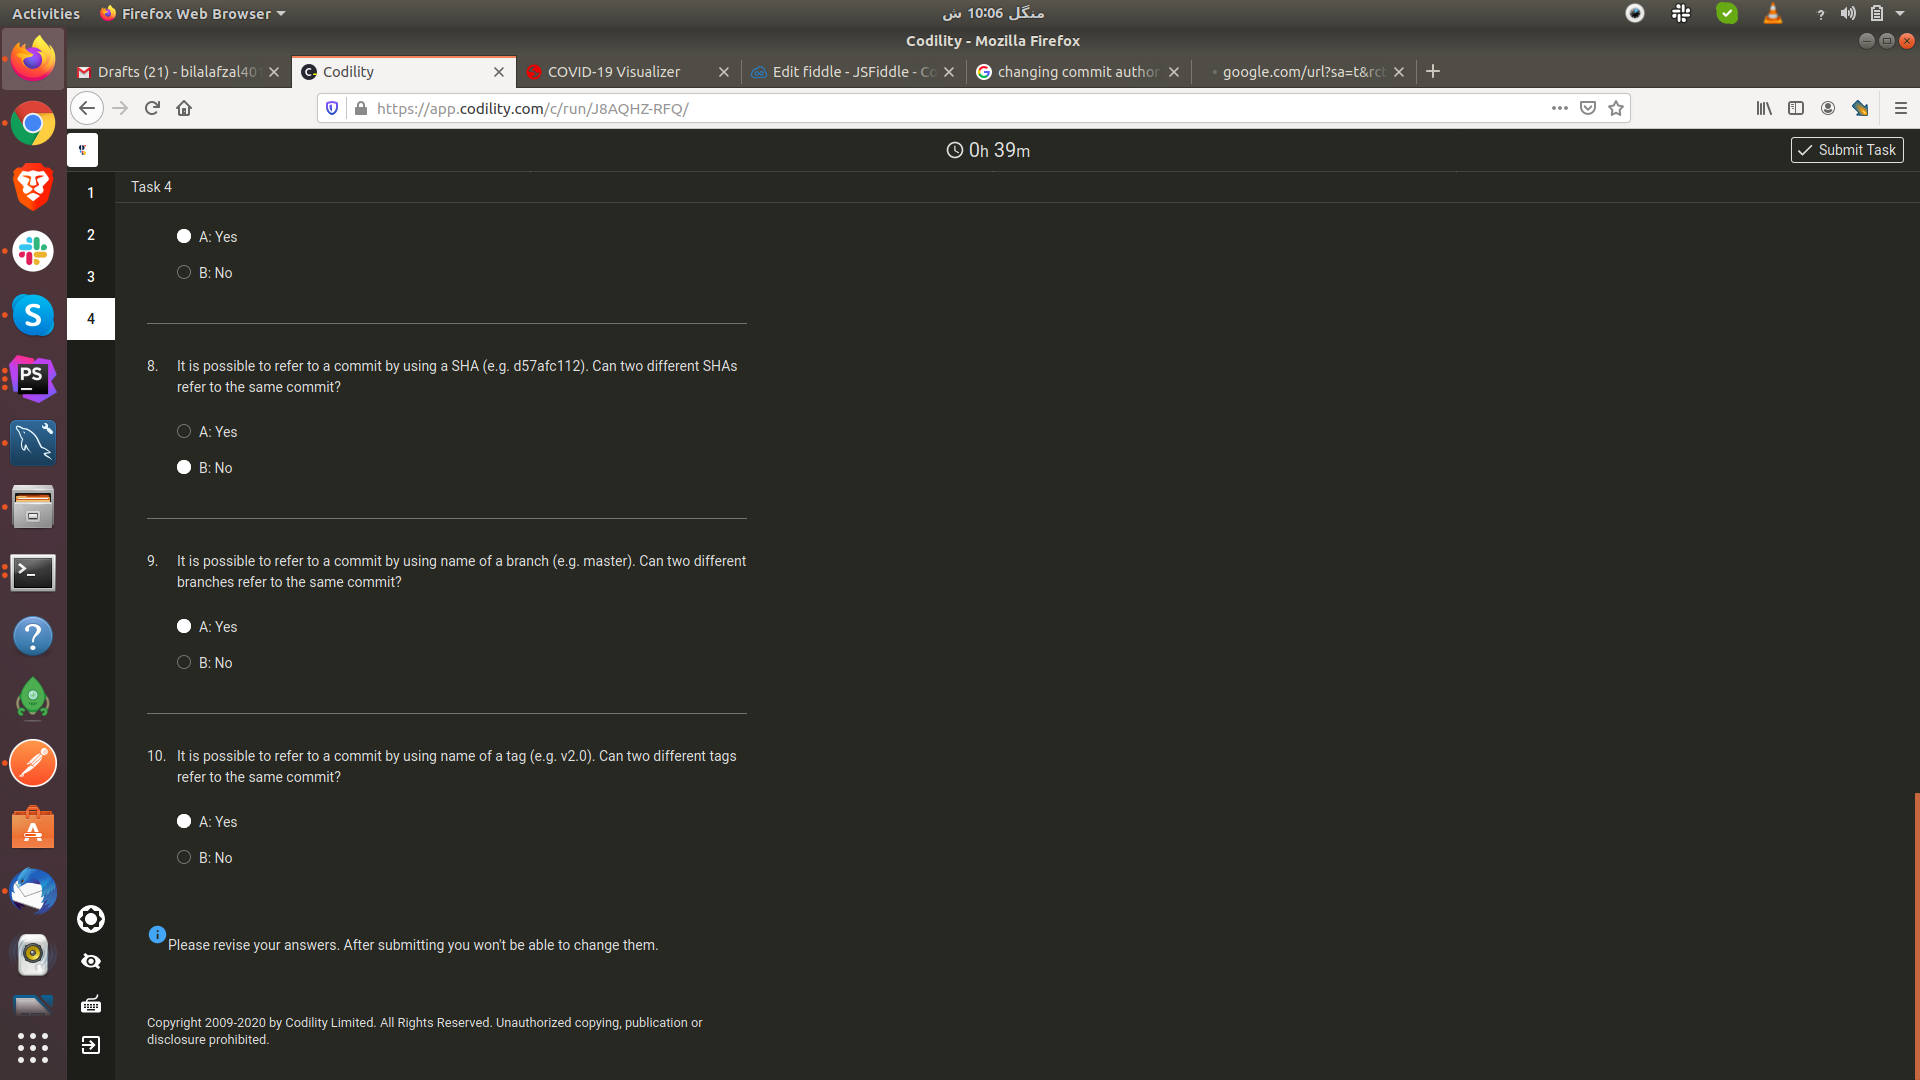 Activities
Firefox Web Browser
منگل 10:06 ش
Codility - Mozilla Firefox
Drafts (21) - bilalafzal401
Codility
COVID-19 Visualizer
Edit fiddle - JSFiddle - Co
changing commit author
google.com/url?sa=t&rct
https://app.codility.com/c/run/J8AQHZ-RFQ/
0h 39m
Submit Task
1
2
3
4
Task 4
A: Yes
B: No
8. It is possible to refer to a commit by using a SHA (e.g. d57afc112). Can two different SHAs
refer to the same commit?
A: Yes
B: No
9. It is possible to refer to a commit by using name of a branch (e.g. master). Can two different
branches refer to the same commit?
A: Yes
B: No
10. It is possible to refer to a commit by using name of a tag (e.g. v2.0). Can two different tags
refer to the same commit?
A: Yes
B: No
Please revise your answers. After submitting you won't be able to change them.
Copyright 2009-2020 by Codility Limited. All Rights Reserved. Unauthorized copying, publication or
disclosure prohibited.
PS